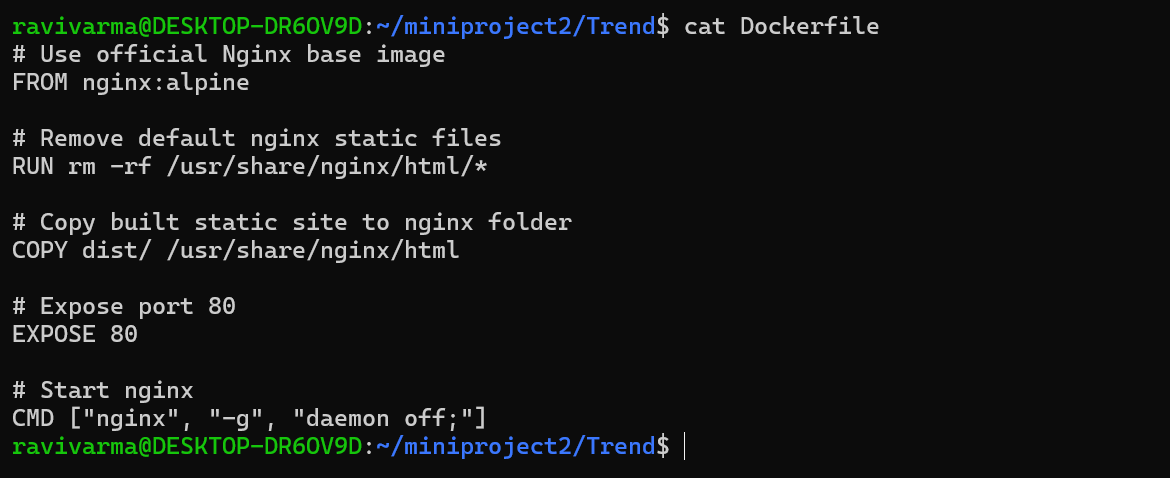 ravivarma@DESKTOP-DR6OV9D:~/miniproject2/Trend$ cat Dockerfile
# Use official Nginx base image
FROM nginx:alpine
# Remove default nginx static files
RUN rm -rf /usr/share/nginx/html/*
# Copy built static site to nginx folder
COPY dist/ /usr/share/nginx/html
# Expose port 80
EXPOSE 80
# Start nginx
CMD ["nginx", "-g", "daemon off;"]
ravivarma@DESKTOP-DR6OV9D:~/miniproject2/Trend$